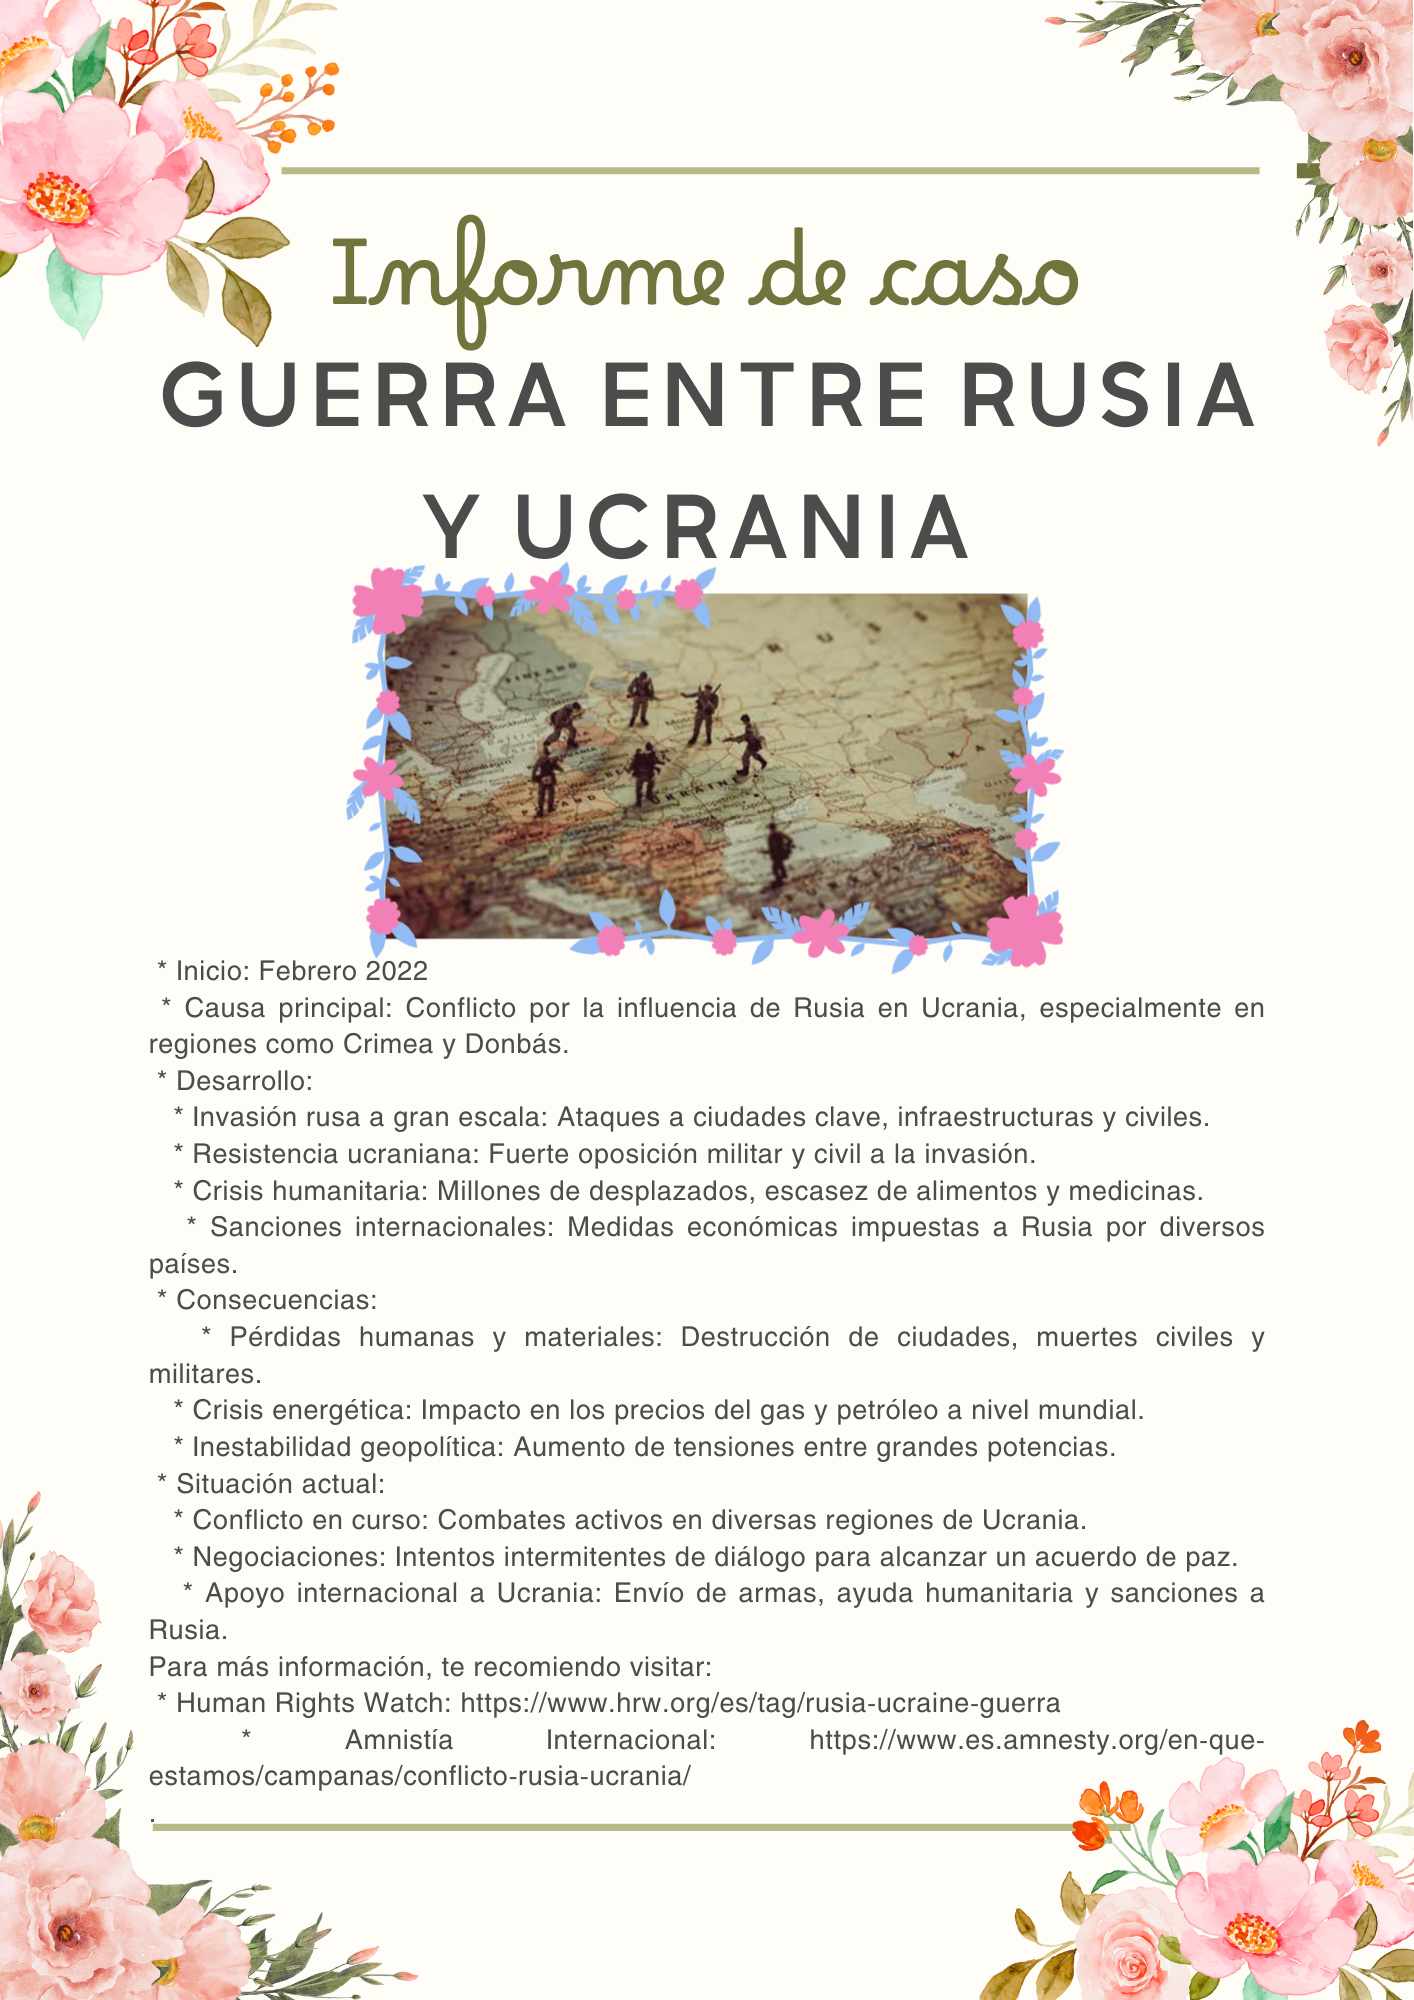 Informe de caso
GUERRA ENTRE RUSIA
Y UCRANIA
FINLAND
UKRAINE
* Inicio: Febrero 2022
* Causa principal: Conflicto por la influencia de Rusia en Ucrania, especialmente en
regiones como Crimea y Donbás.
* Desarrollo:
* Invasión rusa a gran escala: Ataques a ciudades clave, infraestructuras y civiles.
* Resistencia ucraniana: Fuerte oposición militar y civil a la invasión.
* Crisis humanitaria: Millones de desplazados, escasez de alimentos y medicinas.
* Sanciones internacionales: Medidas económicas impuestas a Rusia por diversos
países.
* Consecuencias:
* Pérdidas humanas y materiales: Destrucción de ciudades, muertes civiles y
militares.
* Crisis energética: Impacto en los precios del gas y petróleo a nivel mundial.
* Inestabilidad geopolítica: Aumento de tensiones entre grandes potencias.
* Situación actual:
* Conflicto en curso: Combates activos en diversas regiones de Ucrania.
* Negociaciones: Intentos intermitentes de diálogo para alcanzar un acuerdo de paz.
* Apoyo internacional a Ucrania: Envío de armas, ayuda humanitaria y sanciones a
Rusia.
Para más información, te recomiendo visitar:
* Human Rights Watch: https://www.hrw.org/es/tag/rusia-ucraine-guerra
* Amnistía Internacional: https://www.es.amnesty.org/en-que-
estamos/campanas/conflicto-rusia-ucrania/
.